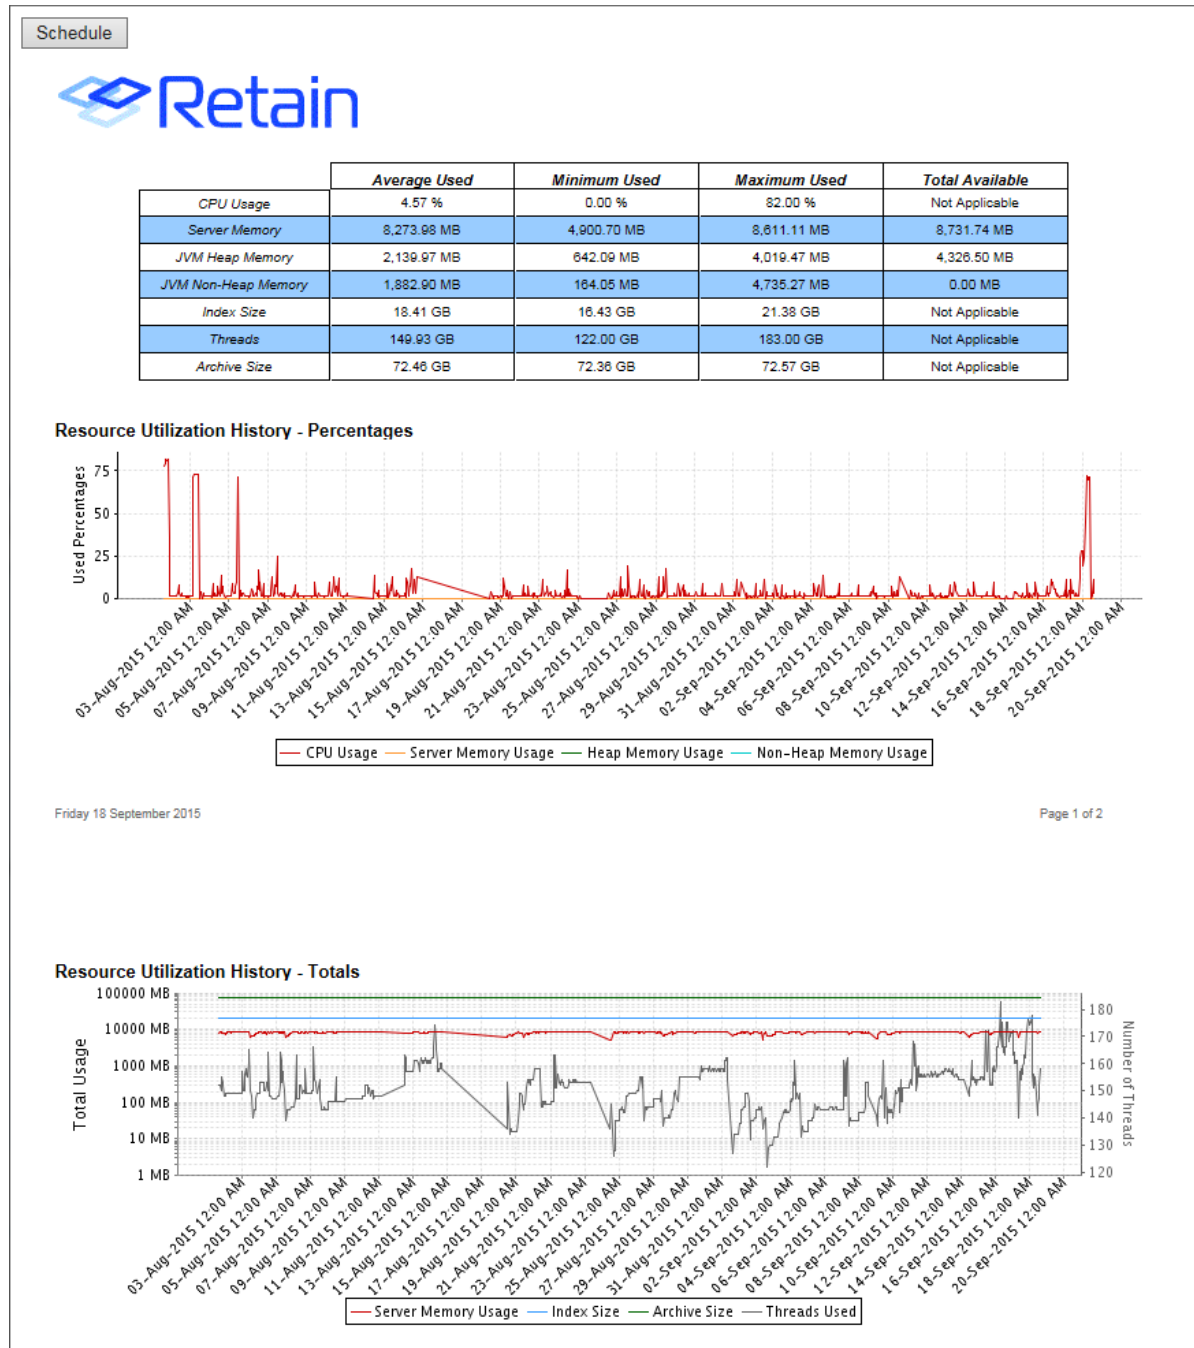 Schedule
Retain
Average Used Minimum Used Maximum Used Total Available
CPU Usage 4.57 % 0.00 % 82.00 % Not Applicable
Server Memory 8,273.98 MB 4,900.70 MB 8,611.11 MB 8,731.74 MB
JVM Heap Memory 2,139.97 MB 642.09 MB 4,019.47 MB 4,326.50 MB
JVM Non-Heap Memory 1,882.90 MB 164.05 MB 4,735.27 MB 0.00 MB
Index Size 18.41 GB 16.43 GB 21.38 GB Not Applicable
Threads 149.93 GB 122.00 GB 183.00 GB Not Applicable
Archive Size 72.46 GB 72.36 GB 72.57 GB Not Applicable
Resource Utilization History - Percentages
Used Percentages
75
50
25
0
03-Aug-2015 12:00 AM
05-Aug-2015 12:00 AM
07-Aug-2015 12:00 AM
09-Aug-2015 12:00 AM
11-Aug-2015 12:00 AM
13-Aug-2015 12:00 AM
15-Aug-2015 12:00 AM
17-Aug-2015 12:00 AM
19-Aug-2015 12:00 AM
21-Aug-2015 12:00 AM
23-Aug-2015 12:00 AM
25-Aug-2015 12:00 AM
27-Aug-2015 12:00 AM
29-Aug-2015 12:00 AM
31-Aug-2015 12:00 AM
02-Sep-2015 12:00 AM
04-Sep-2015 12:00 AM
06-Sep-2015 12:00 AM
08-Sep-2015 12:00 AM
10-Sep-2015 12:00 AM
12-Sep-2015 12:00 AM
14-Sep-2015 12:00 AM
16-Sep-2015 12:00 AM
18-Sep-2015 12:00 AM
20-Sep-2015 12:00 AM
CPU Usage Server Memory Usage Heap Memory Usage Non-Heap Memory Usage
Friday 18 September 2015 Page 1 of 2
Resource Utilization History - Totals
Total Usage
100000 MB
10000 MB
1000 MB
100 MB
10 MB
1 MB
180
170
160
150
140
130
120
Number of Threads
03-Aug-2015 12:00 AM
05-Aug-2015 12:00 AM
07-Aug-2015 12:00 AM
09-Aug-2015 12:00 AM
11-Aug-2015 12:00 AM
13-Aug-2015 12:00 AM
15-Aug-2015 12:00 AM
17-Aug-2015 12:00 AM
19-Aug-2015 12:00 AM
21-Aug-2015 12:00 AM
23-Aug-2015 12:00 AM
25-Aug-2015 12:00 AM
27-Aug-2015 12:00 AM
29-Aug-2015 12:00 AM
31-Aug-2015 12:00 AM
02-Sep-2015 12:00 AM
04-Sep-2015 12:00 AM
06-Sep-2015 12:00 AM
08-Sep-2015 12:00 AM
10-Sep-2015 12:00 AM
12-Sep-2015 12:00 AM
14-Sep-2015 12:00 AM
16-Sep-2015 12:00 AM
18-Sep-2015 12:00 AM
20-Sep-2015 12:00 AM
Server Memory Usage Index Size Archive Size Threads Used